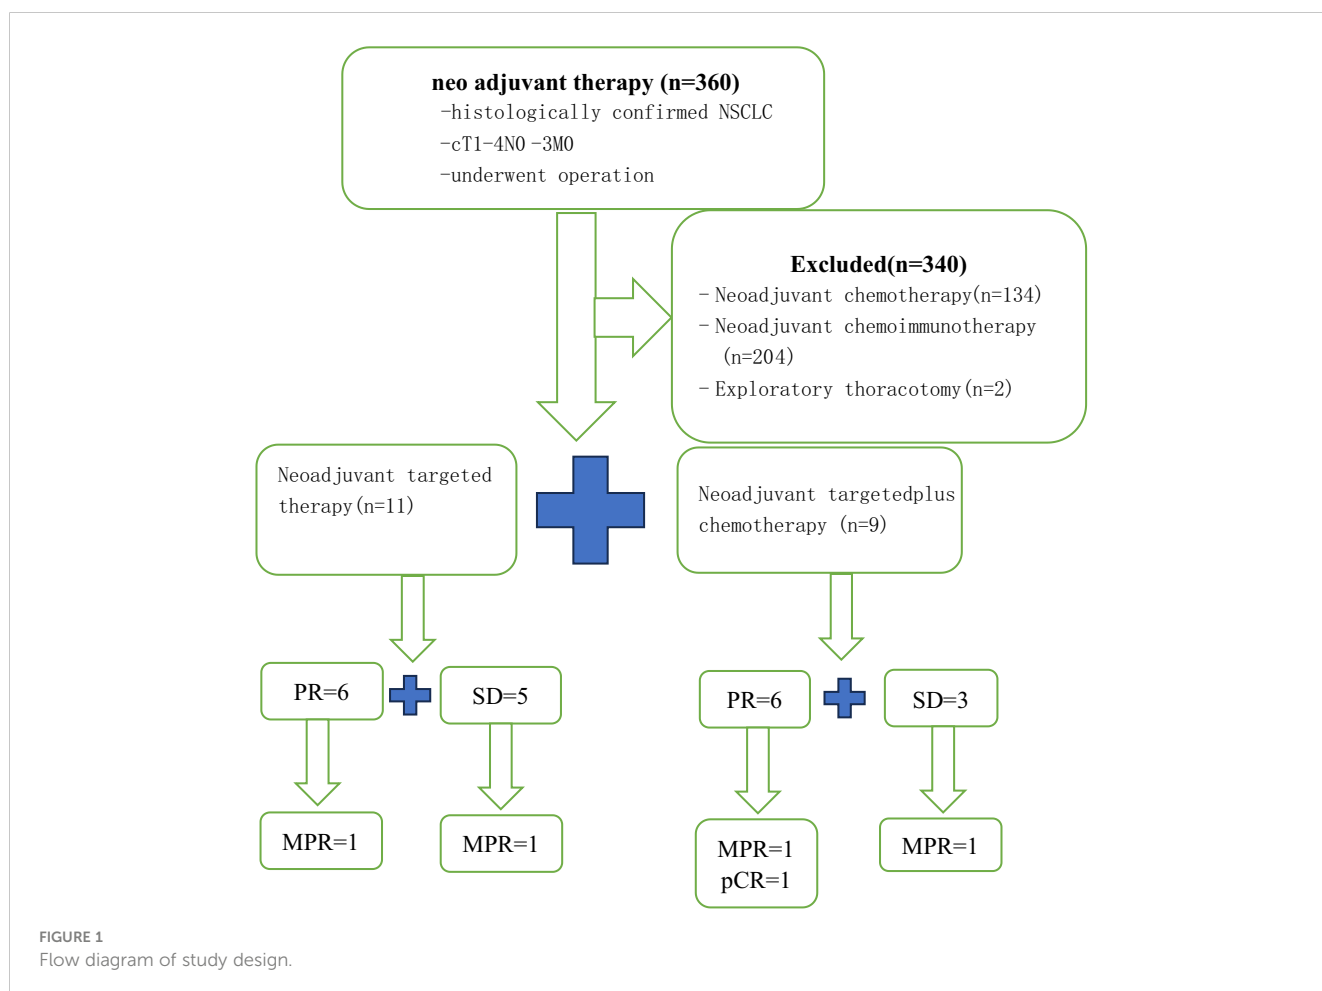 neo adjuvant therapy (n=360)
-histologically confirmed NSCLC
-cT1-4N0-3M0
-underwent operation
Excluded(n=340)
- Neoadjuvant chemotherapy(n=134)
- Neoadjuvant chemoimmunotherapy
(n=204)
- Exploratory thoracotomy(n=2)
Neoadjuvant targeted
therapy(n=11)
Neoadjuvant targetedplus
chemotherapy (n=9)
PR=6
SD=5
PR=6
SD=3
MPR=1
MPR=1
MPR=1
pCR=1
MPR=1
FIGURE 1
Flow diagram of study design.